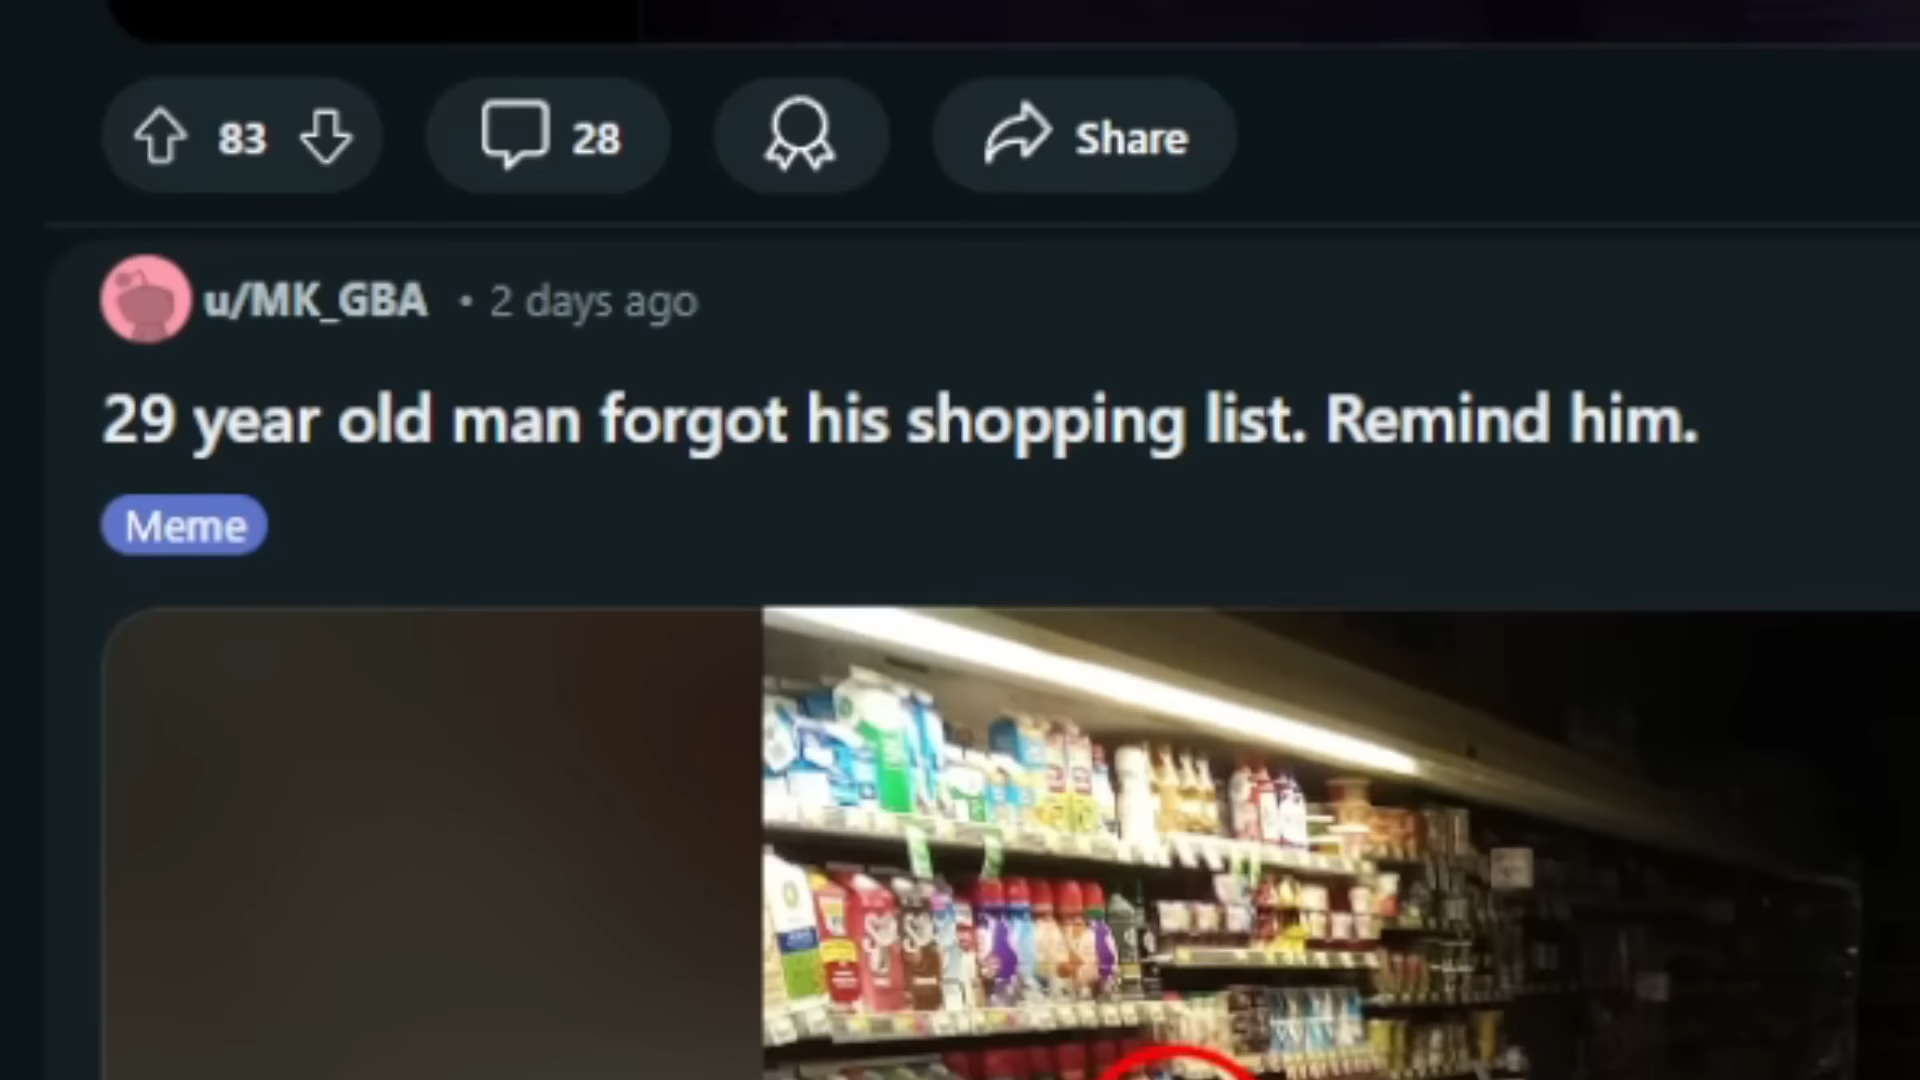 83
28
Share
u/MK_GBA • 2 days ago
29 year old man forgot his shopping list. Remind him.
Meme